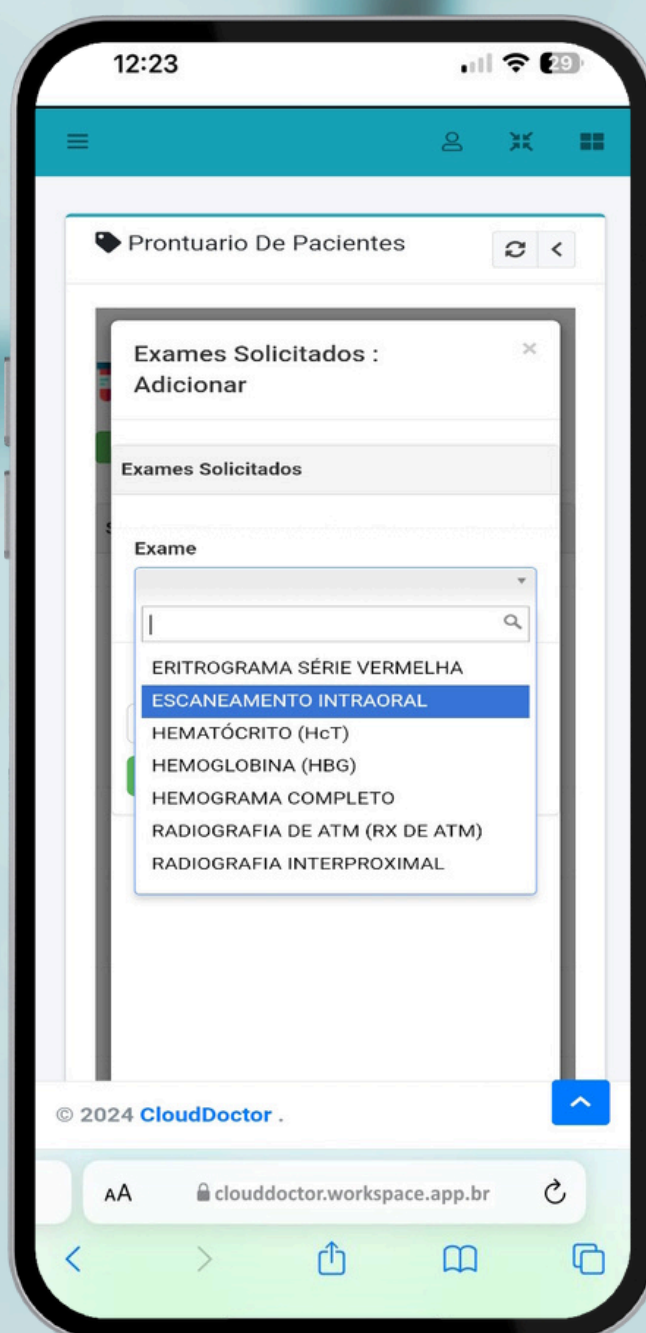 12:23
29
Prontuario De Pacientes
Exames Solicitados :
Adicionar
×
Exames Solicitados
Exame
ERITROGRAMA SÉRIE VERMELHA
ESCANEAMENTO INTRAORAL
HEMATÓCRITO (HcT)
HEMOGLOBINA (HBG)
HEMOGRAMA COMPLETO
RADIOGRAFIA DE ATM (RX DE ATM)
RADIOGRAFIA INTERPROXIMAL
© 2024 CloudDoctor .
AA clouddoctor.workspace.app.br